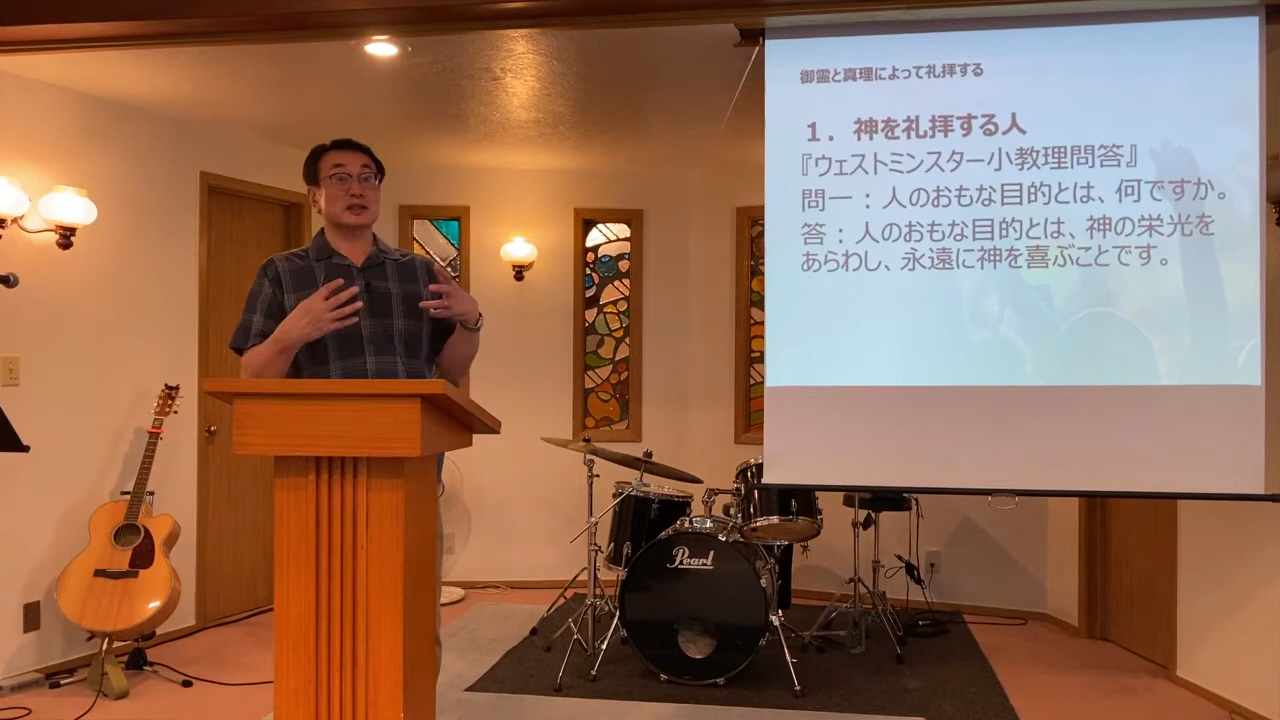 御霊と真理によって礼拝する
１．神を礼拝する人
『ウェストミンスター小教理問答』
問一：人のおもな目的とは、何ですか。
答：人のおもな目的とは、神の栄光を
あらわし、永遠に神を喜ぶことです。
Pearl